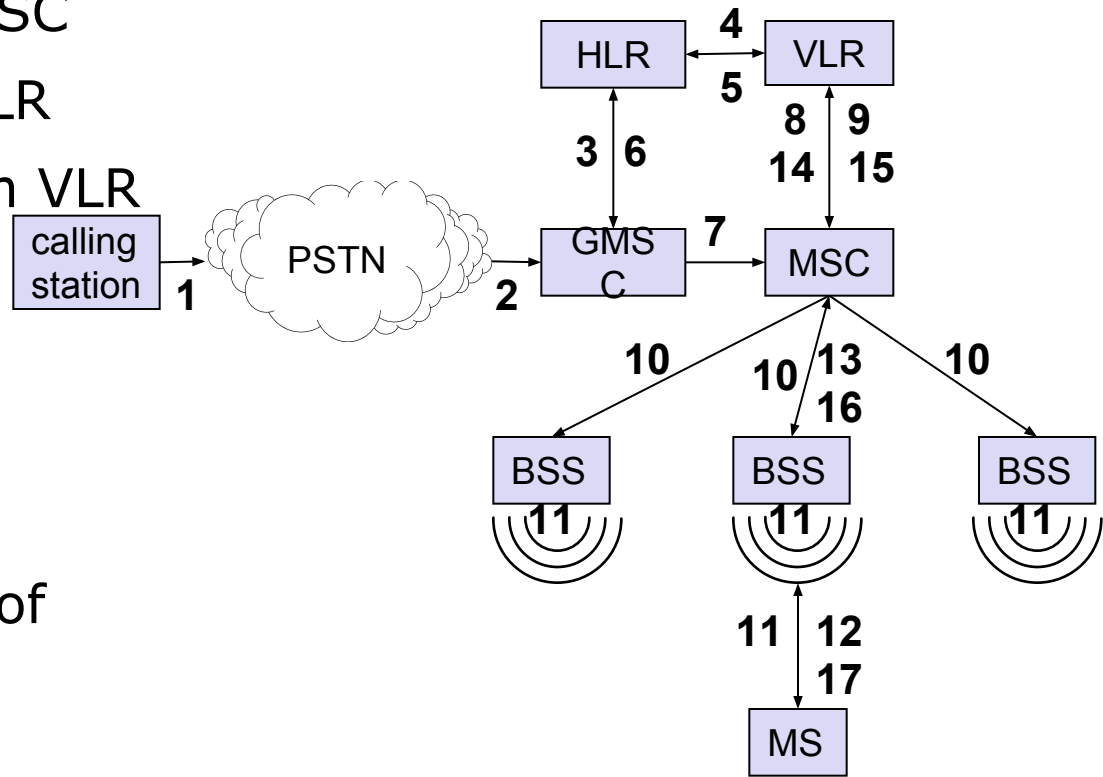 SC
LR
n VLR
of
4
HLR
VLR
5
8 9
14 15
3 6
calling
station
1
PSTN
2
GMS
C
7
MSC
10
10
13
16
10
BSS
BSS
BSS
11
11
11
11
12
17
MS